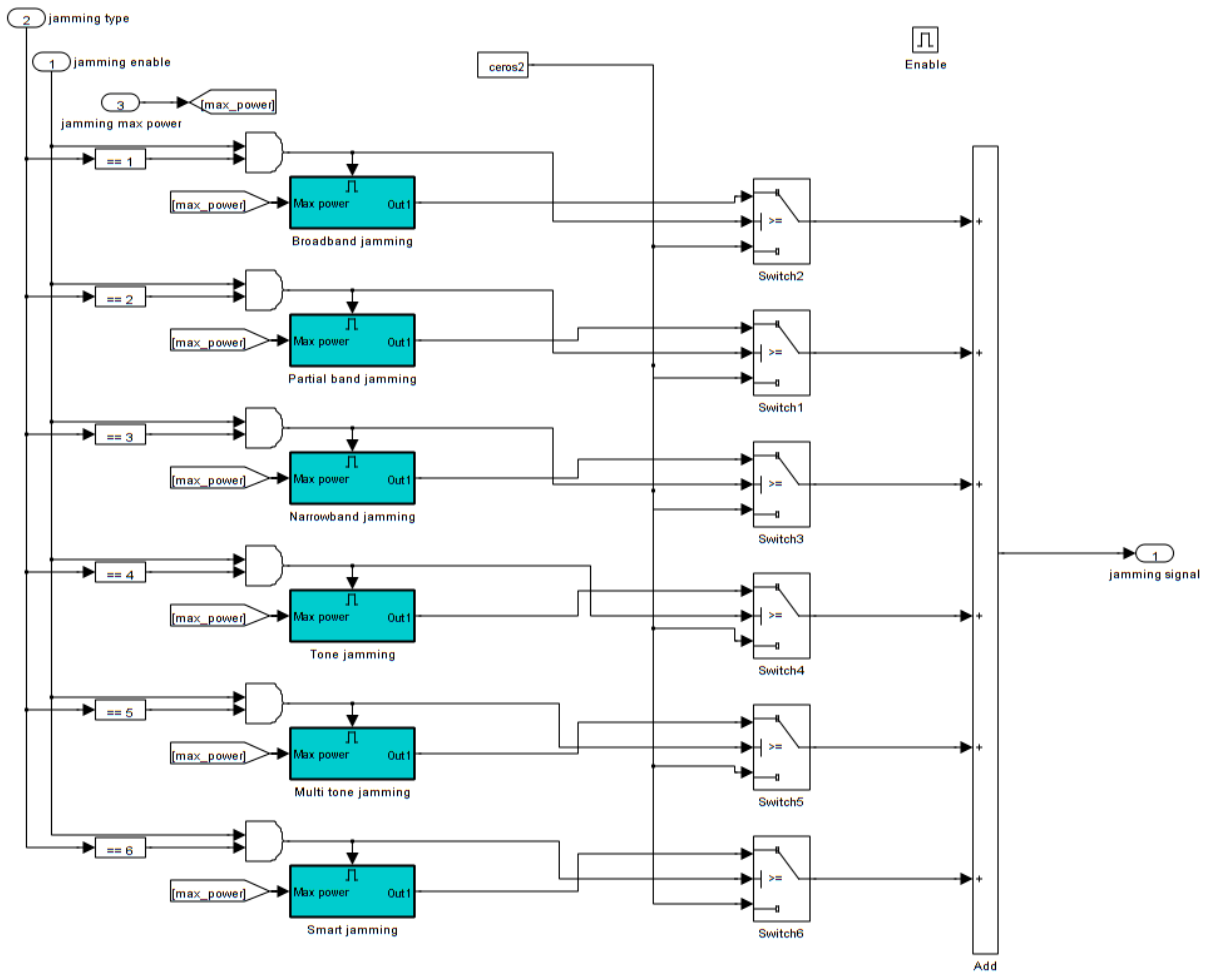 2 jamming type
1 jamming enable
ceros2
Enable
3 [max_power]
jamming max power
== 1
[max_power] Max power Out1
Broadband jamming
>=
+
Switch2
== 2
[max_power] Max power Out1
Partial band jamming
>=
+
Switch1
== 3
[max_power] Max power Out1
Narrowband jamming
>=
+
Switch3
1
jamming signal
== 4
[max_power] Max power Out1
Tone jamming
>=
+
Switch4
== 5
[max_power] Max power Out1
Multi tone jamming
>=
+
Switch5
== 6
[max_power] Max power Out1
Smart jamming
>=
+
Switch6
Add